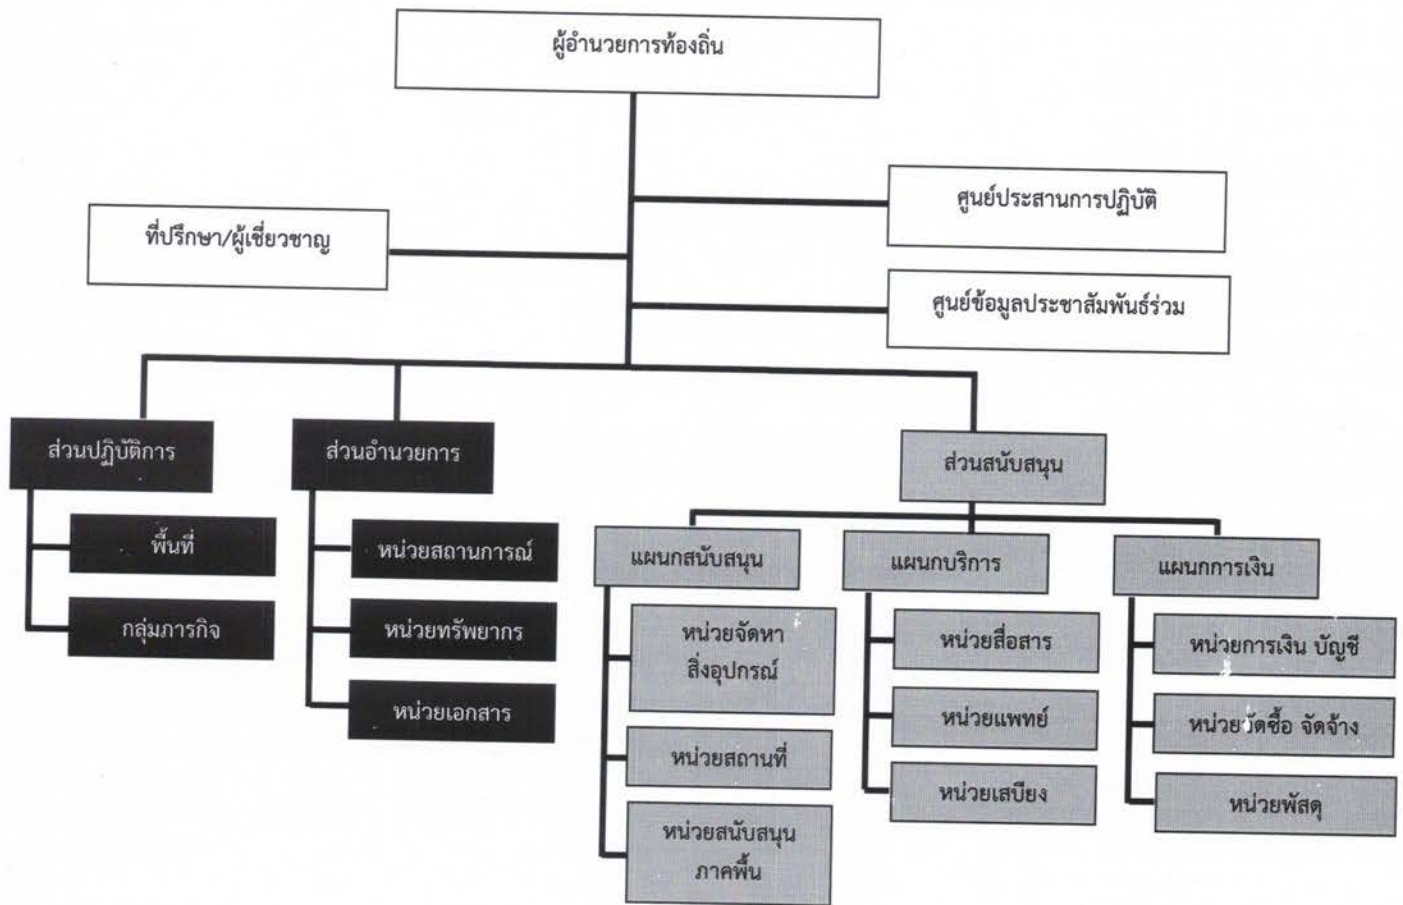 ผู้อำนวยการท้องถิ่น
ศูนย์ประสานการปฏิบัติ
ที่ปรึกษา/ผู้เชี่ยวชาญ
ศูนย์ข้อมูลประชาสัมพันธ์ร่วม
ส่วนปฏิบัติการ
พื้นที่
กลุ่มภารกิจ
ส่วนอำนวยการ
หน่วยสถานการณ์
หน่วยทรัพยากร
หน่วยเอกสาร
ส่วนสนับสนุน
แผนกสนับสนุน
หน่วยจัดหา
สิ่งอุปกรณ์
หน่วยสถานที่
หน่วยสนับสนุน
ภาคพื้น
แผนกบริการ
หน่วยสื่อสาร
หน่วยแพทย์
หน่วยเสบียง
แผนกการเงิน
หน่วยการเงิน บัญชี
หน่วยจัดซื้อ จัดจ้าง
หน่วยพัสดุ